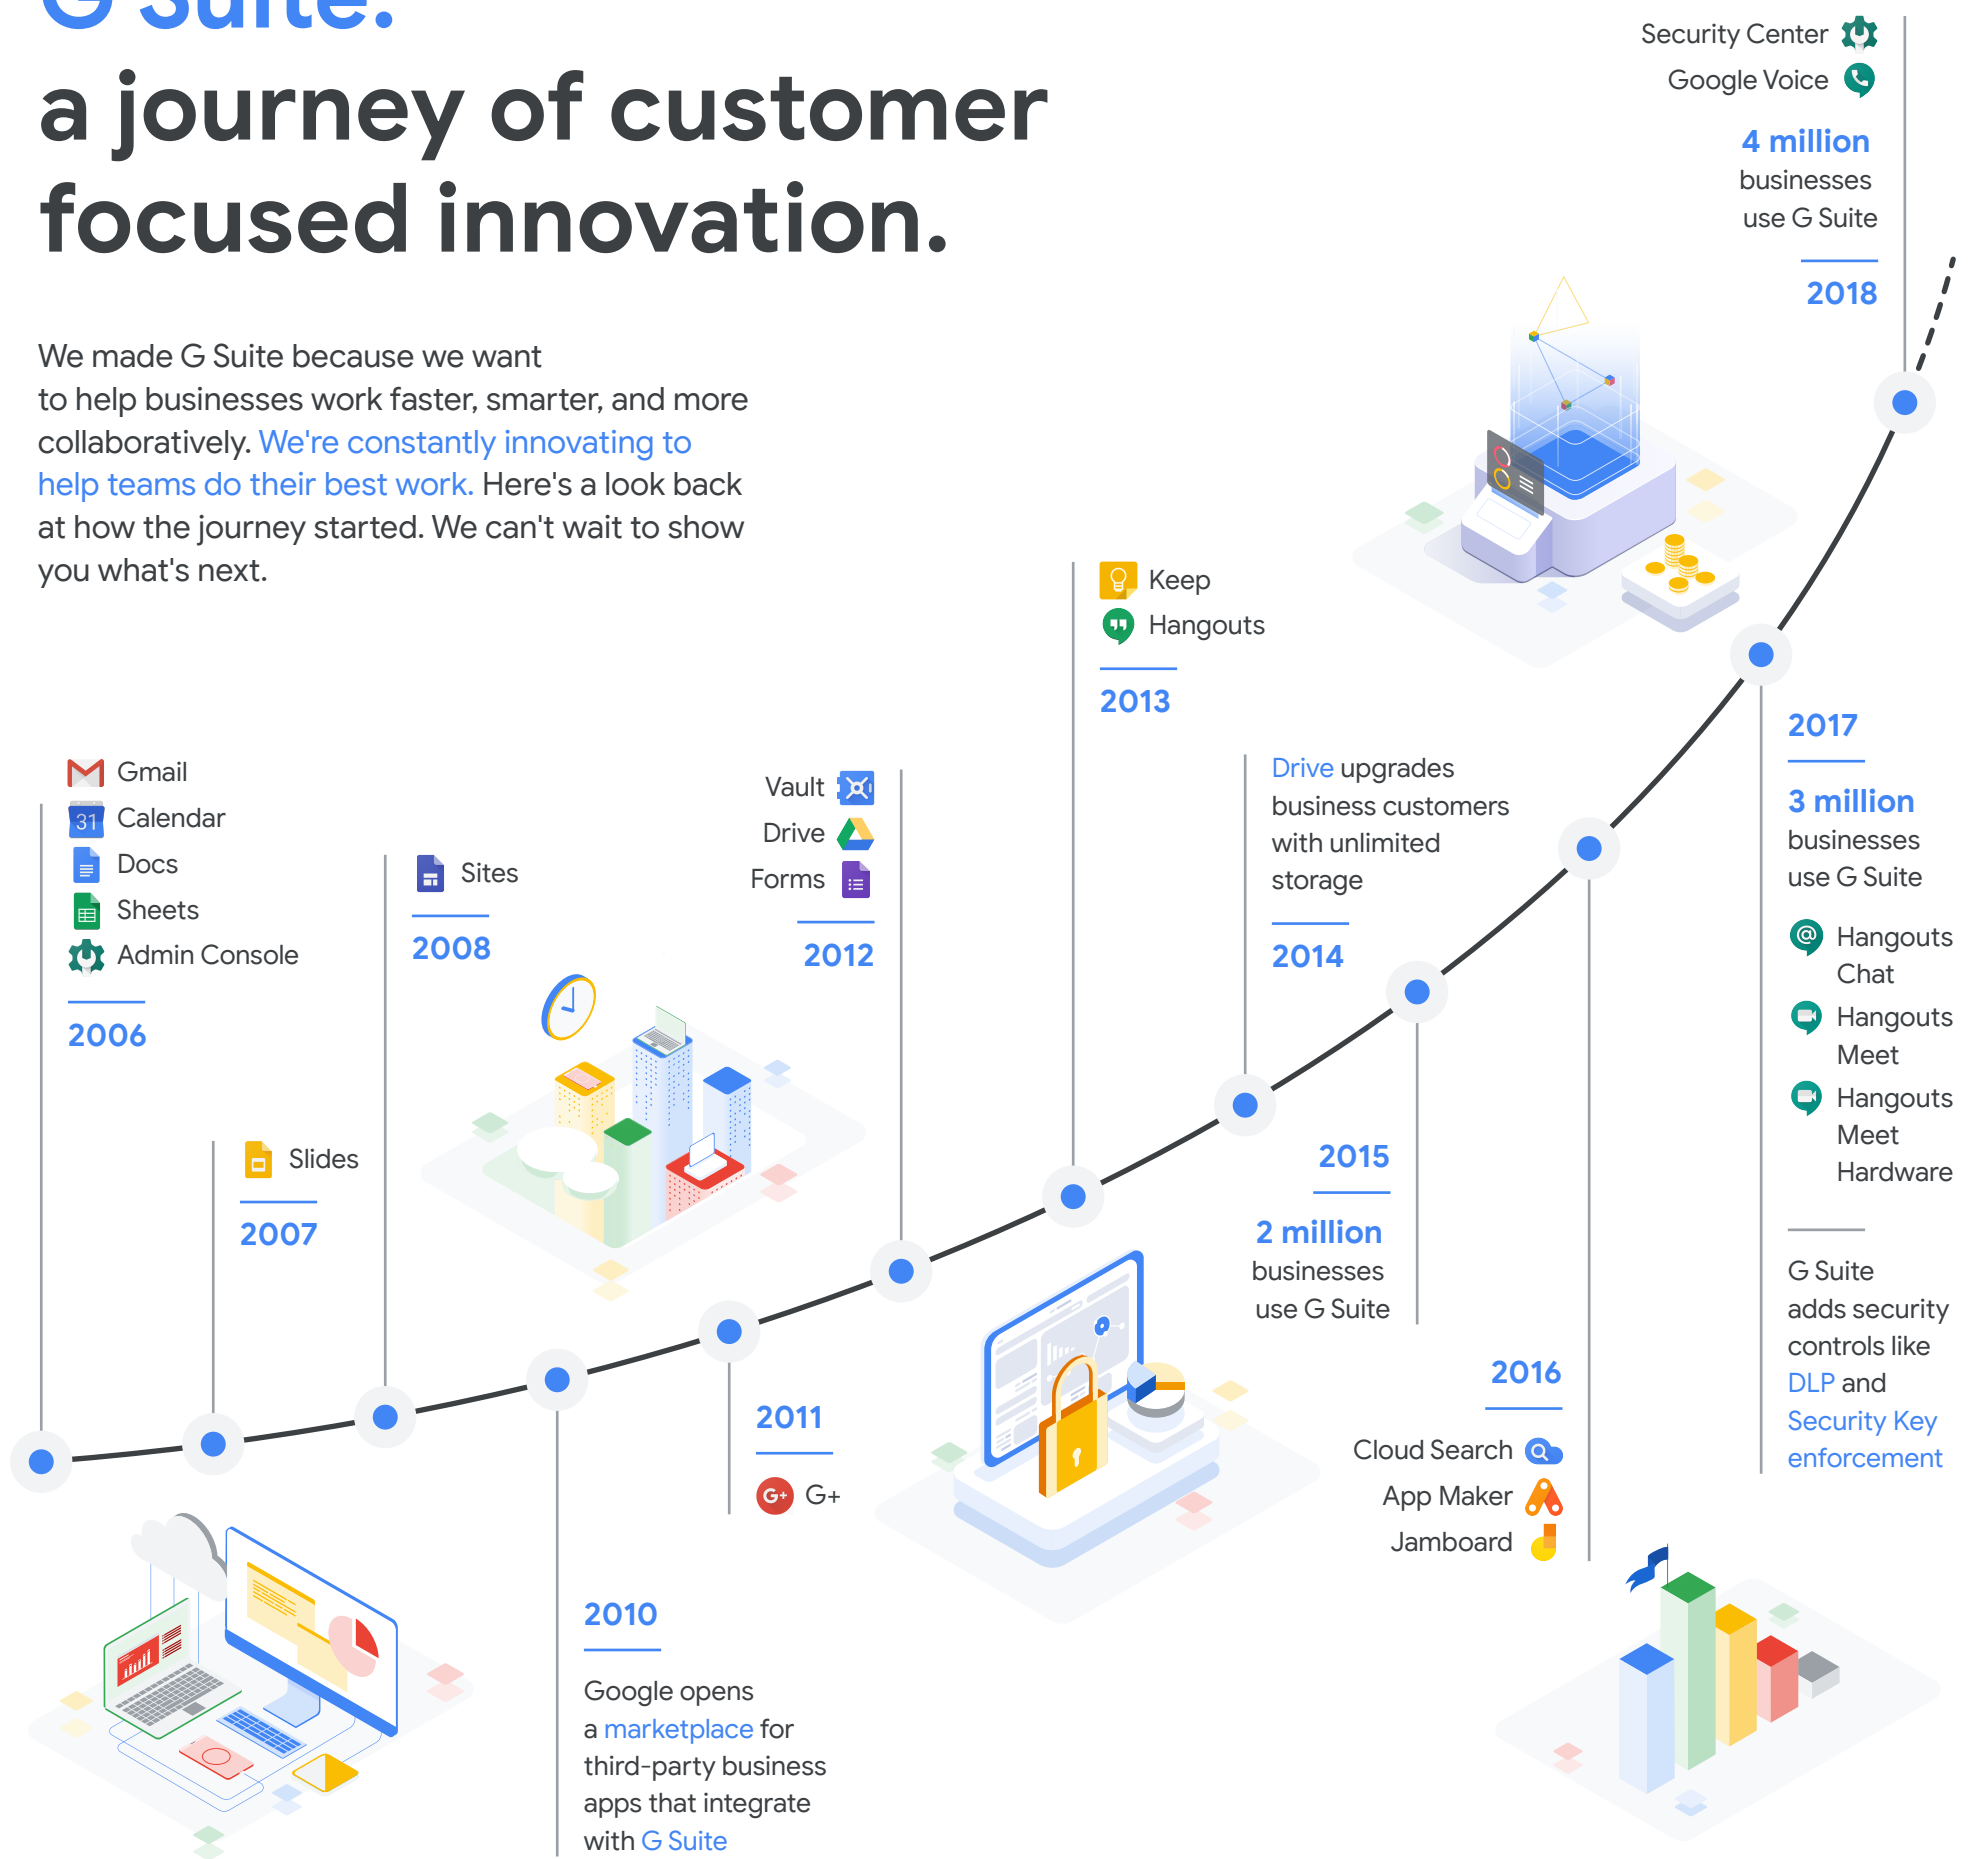 G Suite.
a journey of customer
focused innovation.
We made G Suite because we want
to help businesses work faster, smarter, and more
collaboratively. We're constantly innovating to
help teams do their best work. Here's a look back
at how the journey started. We can't wait to show
you what's next.
Gmail
31
Calendar
Docs
Sheets
Admin Console
2006
Slides
2007
Sites
2008
2010
Google opens
a marketplace for
third-party business
apps that integrate
with G Suite
2011
G+ G+
Vault
Drive
Forms
2012
Keep
Hangouts
2013
Drive upgrades
business customers
with unlimited
storage
2014
2015
2 million
businesses
use G Suite
2016
Cloud Search
App Maker
Jamboard
2017
3 million
businesses
use G Suite
@ Hangouts
Chat
Hangouts
Meet
Hangouts
Meet
Hardware
G Suite
adds security
controls like
DLP and
Security Key
enforcement
Security Center
Google Voice
4 million
businesses
use G Suite
2018